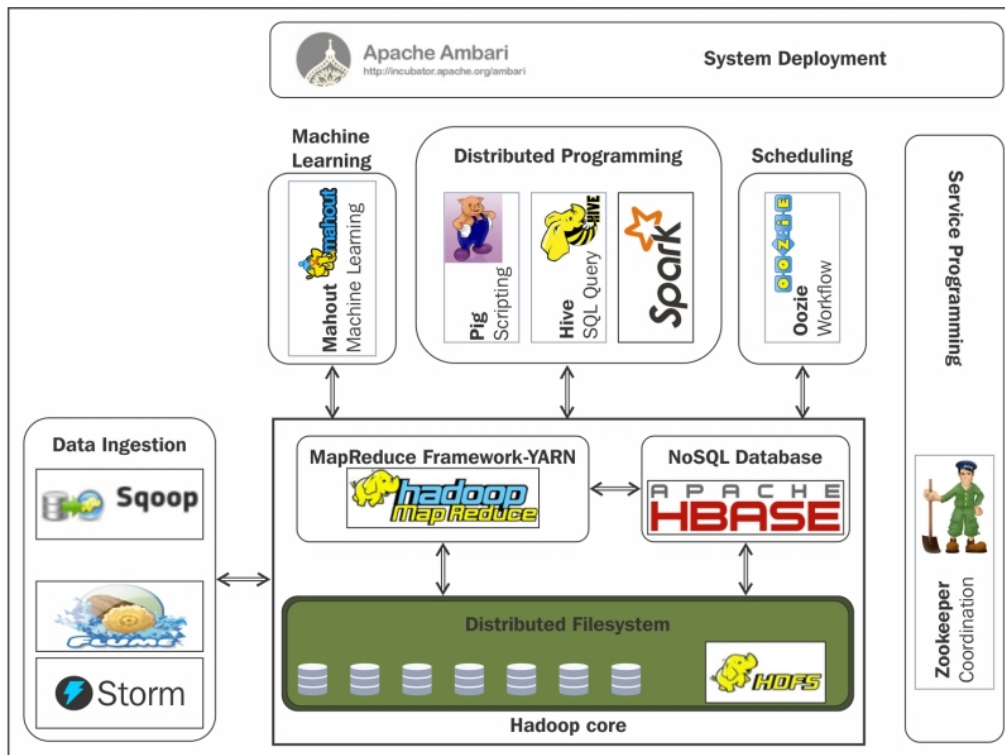 Apache Ambari
http://incubator.apache.org/ambari
System Deployment
Machine
Learning
Distributed Programming
Scheduling
Service Programming
mahout
Mahout
Machine Learning
Pig
Scripting
HIVE
Hive
SQL Query
Spark
OOZIE
Oozie
Workflow
Data Ingestion
Sqoop
FLUME
Storm
MapReduce Framework-YARN
hadoop
Map Reduce
NoSQL Database
APACHE
HBASE
Zookeeper
Coordination
Distributed Filesystem
HDFS
Hadoop core